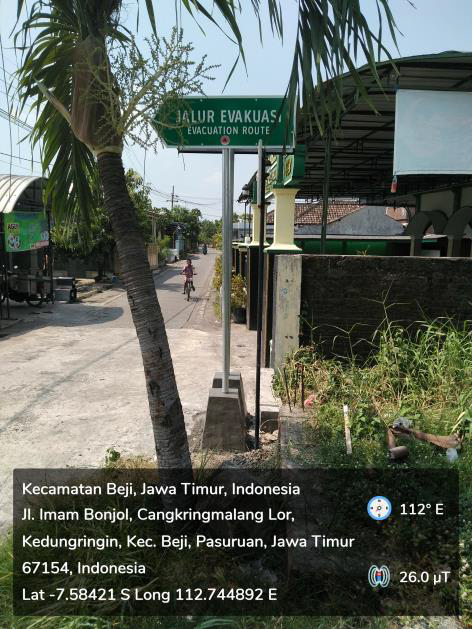 JALUR EVAKUASI
EVACUATION ROUTE
Kecamatan Beji, Jawa Timur, Indonesia
Jl. Imam Bonjol, Cangkringmalang Lor,
Kedungringin, Kec. Beji, Pasuruan, Jawa Timur
67154, Indonesia
Lat -7.58421 S Long 112.744892 E
112° E
26.0 µT